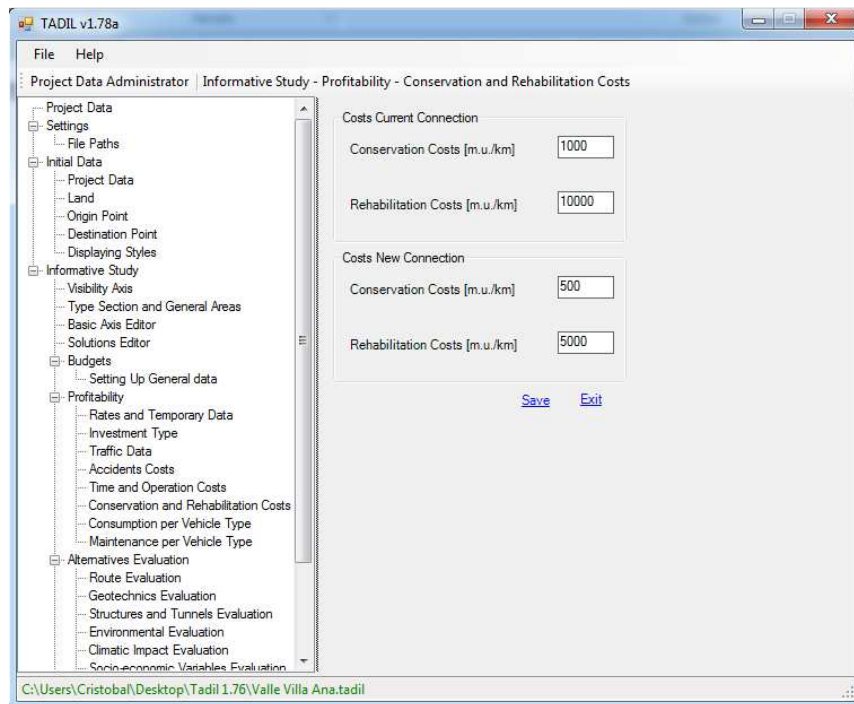 TADIL v1.78a
File Help
Project Data Administrator Informative Study - Profitability - Conservation and Rehabilitation Costs
Project Data
Settings
File Paths
Initial Data
Project Data
Land
Origin Point
Destination Point
Displaying Styles
Informative Study
Visibility Axis
Type Section and General Areas
Basic Axis Editor
Solutions Editor
Budgets
Setting Up General data
Profitability
Rates and Temporary Data
Investment Type
Traffic Data
Accidents Costs
Time and Operation Costs
Conservation and Rehabilitation Costs
Consumption per Vehicle Type
Maintenance per Vehicle Type
Alternatives Evaluation
Route Evaluation
Geotechnics Evaluation
Structures and Tunnels Evaluation
Environmental Evaluation
Climatic Impact Evaluation
Socio-economic Variables Evaluation
Costs Current Connection
Conservation Costs [m.u./km] 1000
Rehabilitation Costs [m.u./km] 10000
Costs New Connection
Conservation Costs [m.u./km] 500
Rehabilitation Costs [m.u./km] 5000
Save Exit
C:\Users\Cristobal\Desktop\Tadil 1.76\Valle Villa Ana.tadil